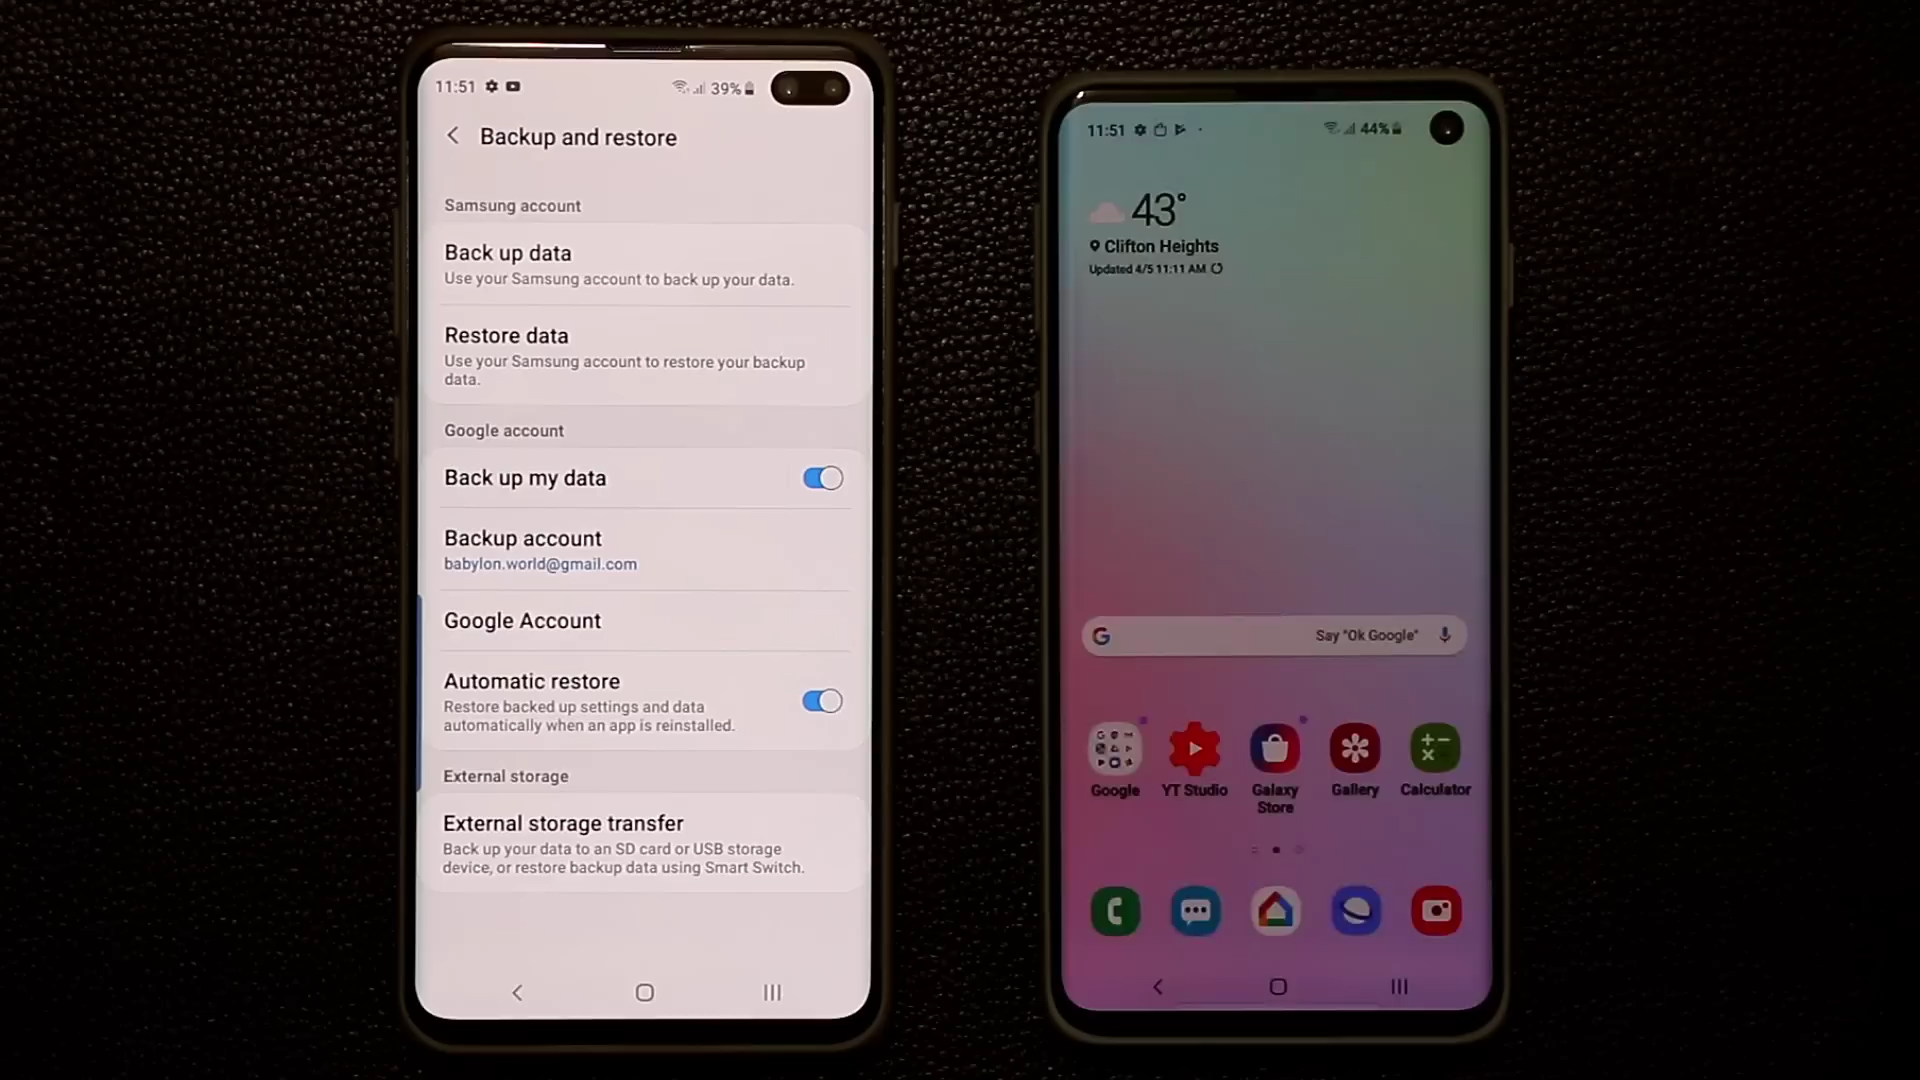 11:51
39%
Backup and restore
Samsung account
Back up data
Use your Samsung account to back up your data.
Restore data
Use your Samsung account to restore your backup
data.
Google account
Back up my data
Backup account
babylon.world@gmail.com
Google Account
Automatic restore
Restore backed up settings and data
automatically when an app is reinstalled.
External storage
External storage transfer
Back up your data to an SD card or USB storage
device, or restore backup data using Smart Switch.
11:51
44%
43°
Clifton Heights
Updated 4/5 11:11 AM
G Say "Ok Google"
Google YT Studio Galaxy Gallery Calculator
Store